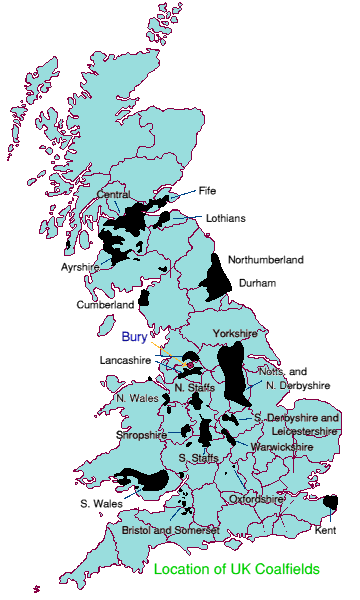 Central
Fife
Lothians
Ayrshire
Northumberland
Durham
Cumberland
Bury
Yorkshire
Lancashire
Notts, and
N. Derbyshire
N. Staffs
N. Wales
S. Derbyshire and
Leicestershire
Shropshire
Warwickshire
S. Staffs
Oxfordshire
S. Wales
Bristol and Somerset
Kent
Location of UK Coalfields